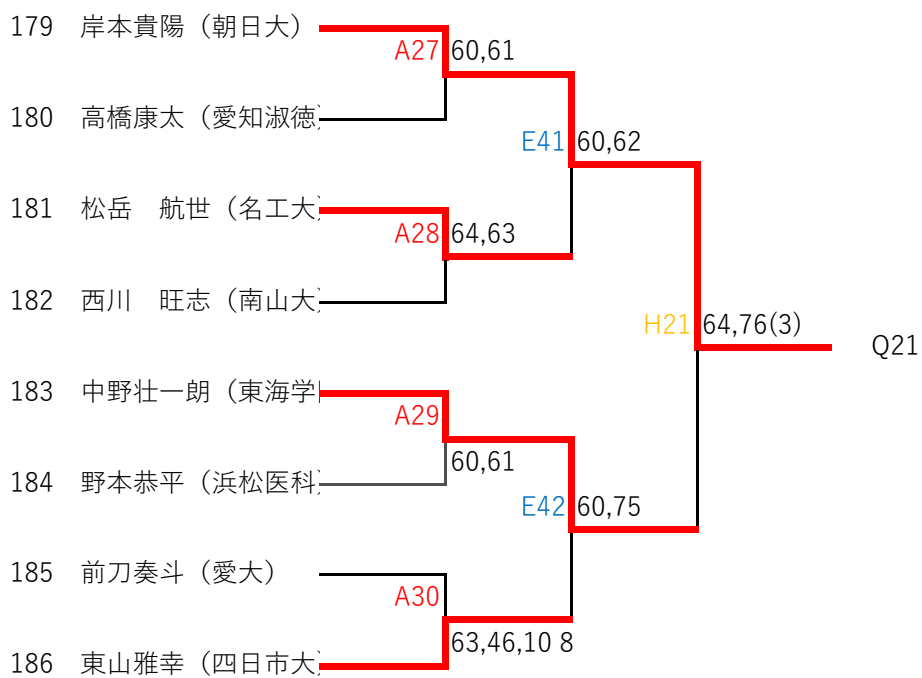 179 岸本貴陽（朝日大）
A27 60,61
180 高橋康太（愛知淑徳
E41 60,62
181 松岳　航世（名工大
A28 64,63
182 西川　旺志（南山大
H21 64,76(3)
Q21
183 中野壮一朗（東海学
A29
60,61
184 野本恭平（浜松医科
E42 60,75
185 前刀奏斗（愛大）
A30
63,46,10 8
186 東山雅幸（四日市大